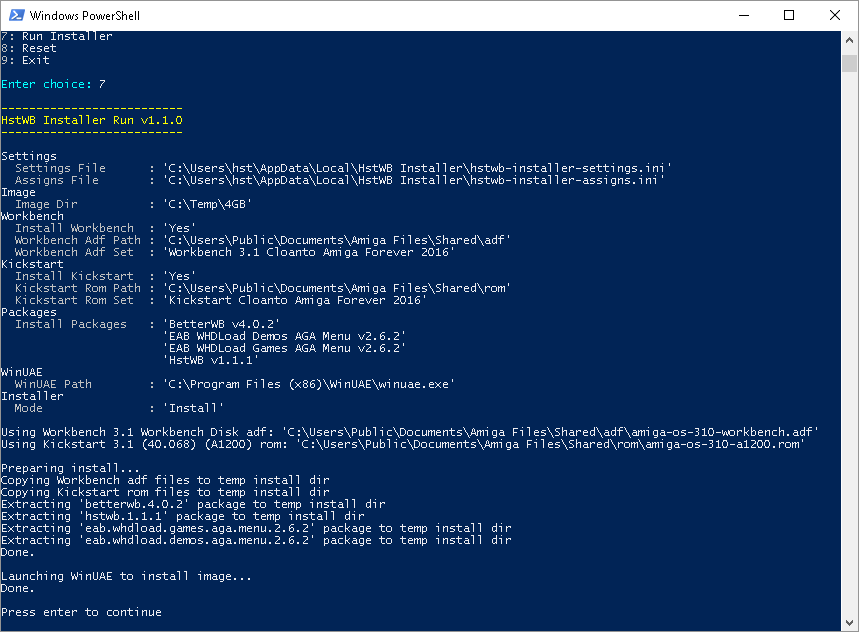 Windows PowerShell
7: Run Installer
8: Reset
9: Exit
Enter choice: 7
--------------------------
HstWB Installer Run v1.1.0
--------------------------
Settings
  Settings File      : 'C:\Users\hst\AppData\Local\HstWB Installer\hstwb-installer-settings.ini'
  Assigns File       : 'C:\Users\hst\AppData\Local\HstWB Installer\hstwb-installer-assigns.ini'
Image
  Image Dir          : 'C:\Temp\4GB'
Workbench
  Install Workbench  : 'Yes'
  Workbench Adf Path : 'C:\Users\Public\Documents\Amiga Files\Shared\adf'
  Workbench Adf Set  : 'Workbench 3.1 Cloanto Amiga Forever 2016'
Kickstart
  Install Kickstart  : 'Yes'
  Kickstart Rom Path : 'C:\Users\Public\Documents\Amiga Files\Shared\rom'
  Kickstart Rom Set  : 'Kickstart Cloanto Amiga Forever 2016'
Packages
  Install Packages   : 'BetterWB v4.0.2'
                       'EAB WHDLoad Demos AGA Menu v2.6.2'
                       'EAB WHDLoad Games AGA Menu v2.6.2'
                       'HstWB v1.1.1'
WinUAE
  WinUAE Path        : 'C:\Program Files (x86)\WinUAE\winuae.exe'
Installer
  Mode               : 'Install'
Using Workbench 3.1 Workbench Disk adf: 'C:\Users\Public\Documents\Amiga Files\Shared\adf\amiga-os-310-workbench.adf'
Using Kickstart 3.1 (40.068) (A1200) rom: 'C:\Users\Public\Documents\Amiga Files\Shared\rom\amiga-os-310-a1200.rom'
Preparing install...
Copying Workbench adf files to temp install dir
Copying Kickstart rom files to temp install dir
Extracting 'betterwb.4.0.2' package to temp install dir
Extracting 'hstwb.1.1.1' package to temp install dir
Extracting 'eab.whdload.games.aga.menu.2.6.2' package to temp install dir
Extracting 'eab.whdload.demos.aga.menu.2.6.2' package to temp install dir
Done.
Launching WinUAE to install image...
Done.
Press enter to continue